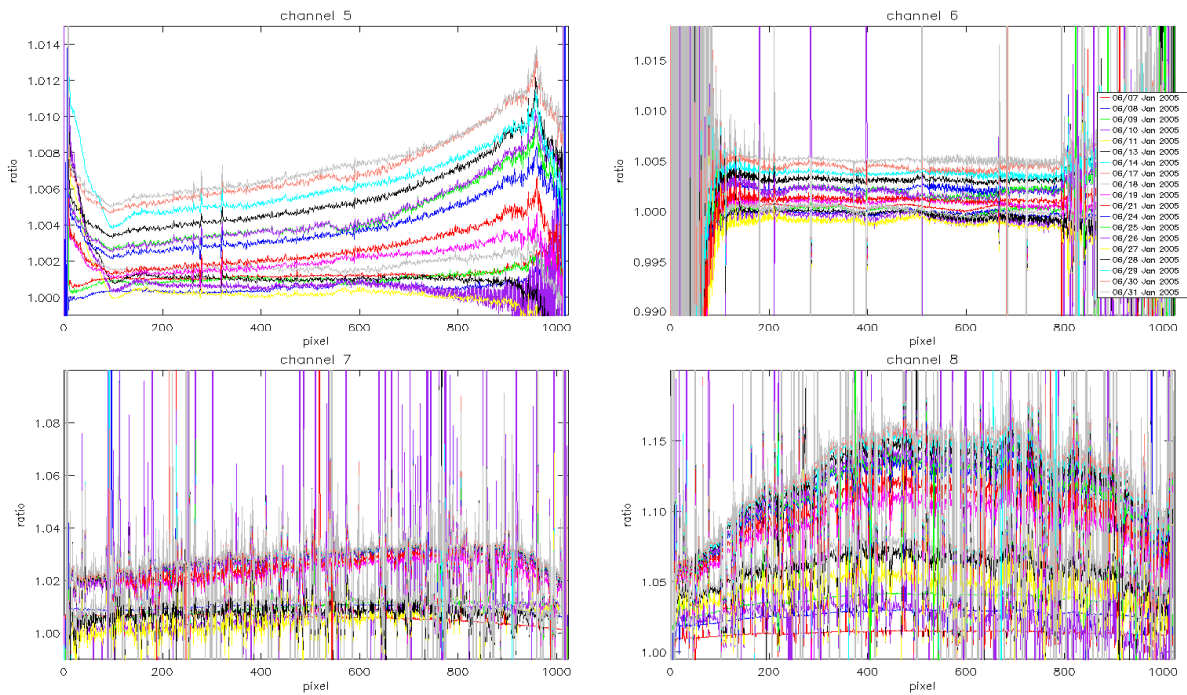 channel 5
1.014
1.012
1.010
1.008
1.006
1.004
1.002
1.000
ratio
0 200 400 600 800 1000
pixel
channel 6
1.015
1.010
1.005
1.000
0.995
0.990
ratio
0 200 400 600 800 1000
pixel
06/07 Jan 2005
06/08 Jan 2005
06/09 Jan 2005
06/10 Jan 2005
06/11 Jan 2005
06/13 Jan 2005
06/14 Jan 2005
06/17 Jan 2005
06/18 Jan 2005
06/19 Jan 2005
06/21 Jan 2005
06/24 Jan 2005
06/25 Jan 2005
06/26 Jan 2005
06/27 Jan 2005
06/28 Jan 2005
06/29 Jan 2005
06/30 Jan 2005
06/31 Jan 2005
channel 7
1.08
1.06
1.04
1.02
1.00
ratio
0 200 400 600 800 1000
pixel
channel 8
1.15
1.10
1.05
1.00
ratio
0 200 400 600 800 1000
pixel